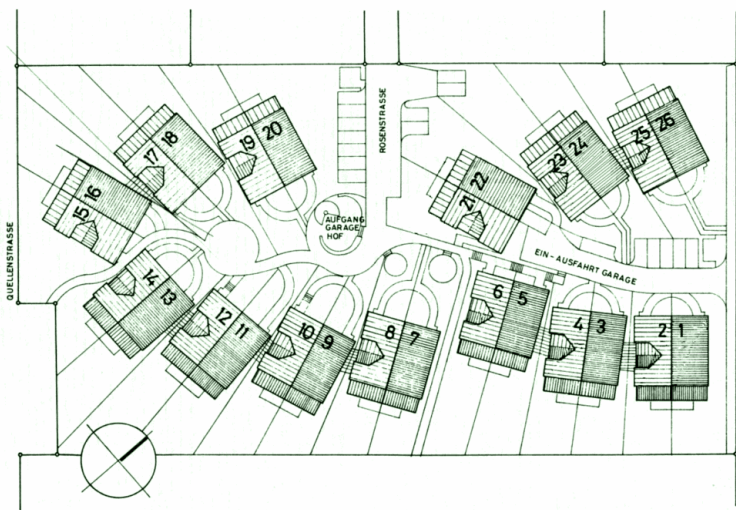 17 18
19 20
16
15
14
13
12 11
10 9
8 7
6 5
4 3
2 1
21 22
23 24
25 26
QUELLENSTRASSE
ROSENSTRASSE
AUFGANG
GARAGE
HOF
EIN-AUSFAHRT GARAGE